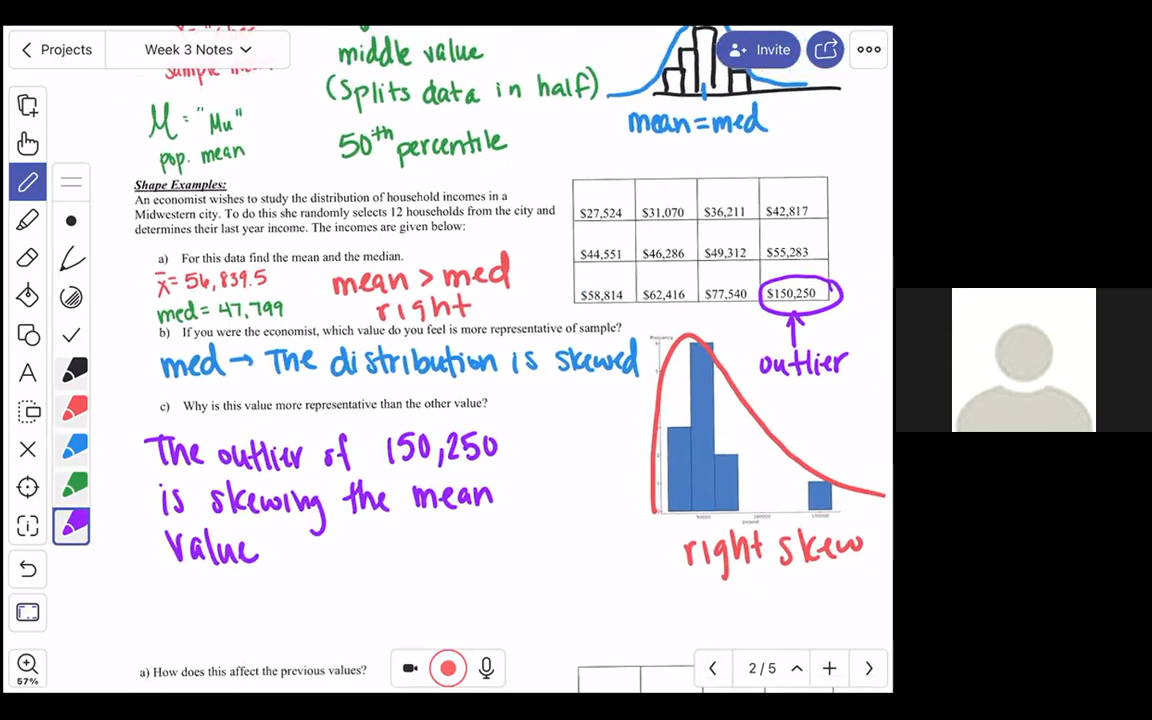 Projects
Week 3 Notes
Invite
middle value
(Splits data in half)
50th percentile
M = "Mu"
pop. mean
mean = med
Shape Examples:
An economist wishes to study the distribution of household incomes in a
Midwestern city. To do this she randomly selects 12 households from the city and
determines their last year income. The incomes are given below:
$27,524 $31,070 $36,211 $42,817
$44,551 $46,286 $49,312 $55,283
$58,814 $62,416 $77,540 $150,250
outlier
a) For this data find the mean and the median.
x̄ = 56,839.5
med = 47,799
mean > med
right
b) If you were the economist, which value do you feel is more representative of sample?
med → The distribution is skewed
c) Why is this value more representative than the other value?
The outlier of 150,250
is skewing the mean
value
right skew
a) How does this affect the previous values?
2/5
57%